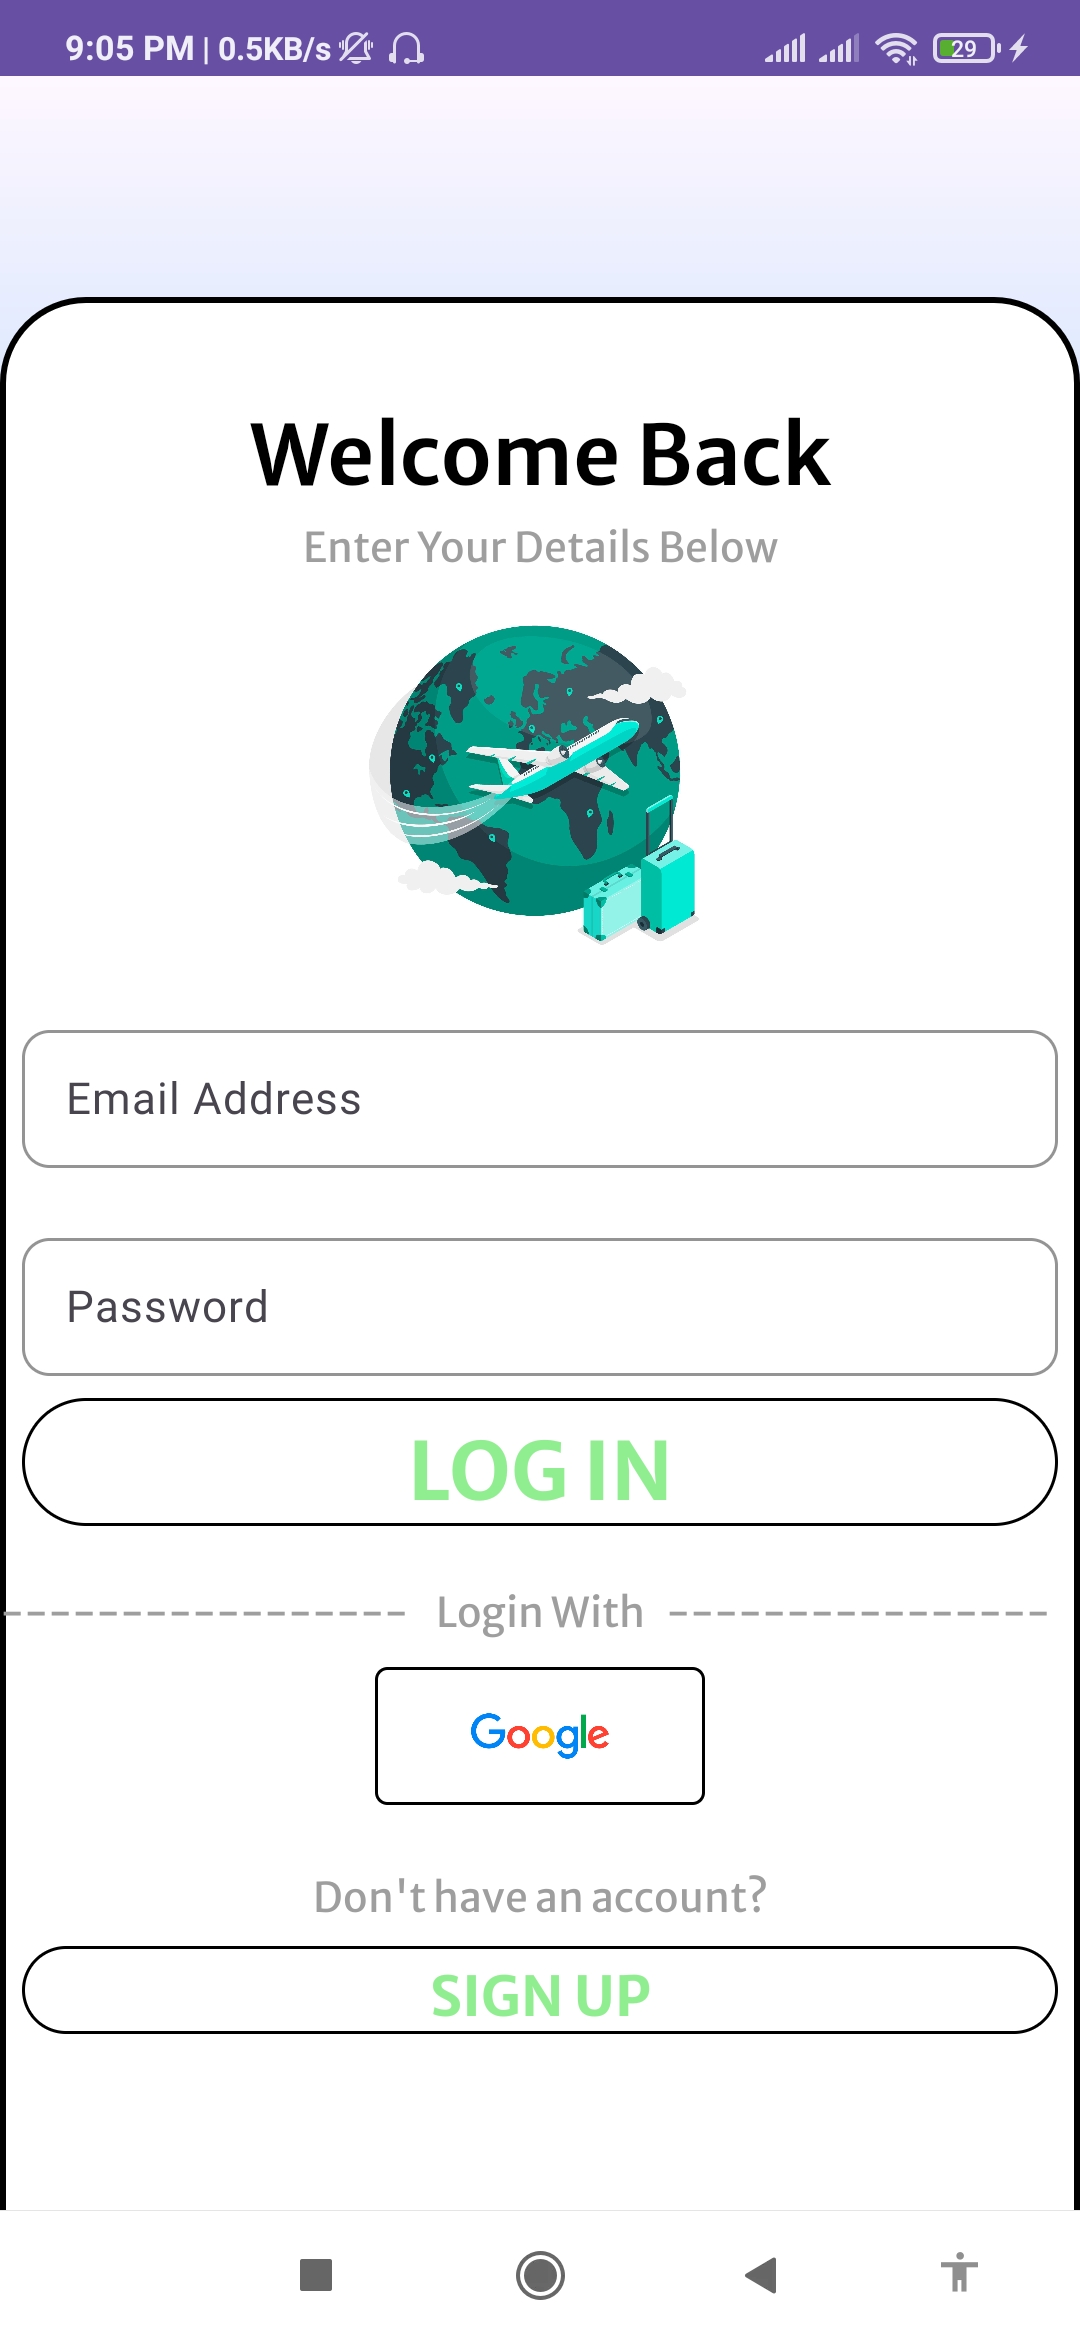 9:05 PM | 0.5KB/s 29
Welcome Back
Enter Your Details Below
Email Address
Password
LOG IN
Login With
Google
Don't have an account?
SIGN UP